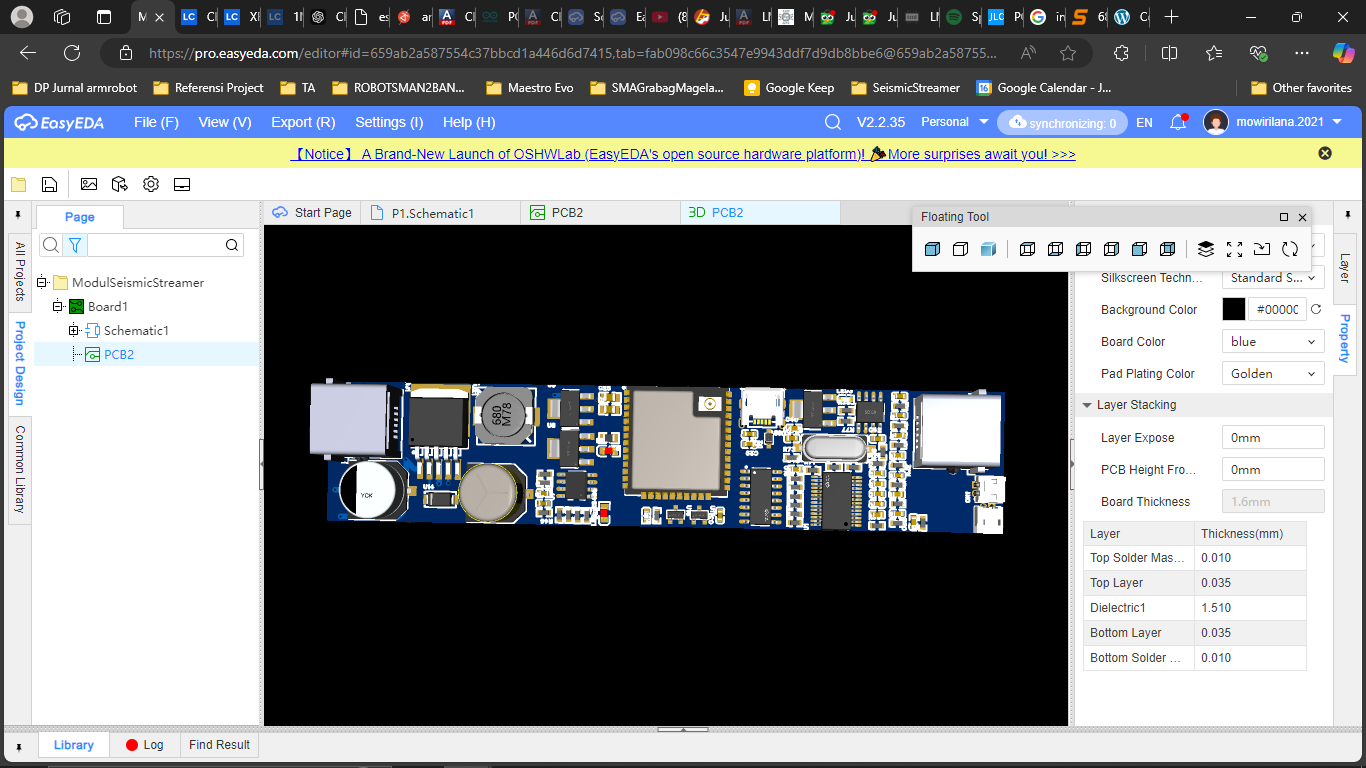 M
LC
Cl
LC
Xl
LC
1l
Cl
es
ar
Cl
P(
Cl
Sc
Ea
(8
Ju
Ll
M
Ju
Ju
Ll
Sp
JLC
P(
G
in
6
C
https://pro.easyeda.com/editor#id=659ab2a587554c37bbcd1a446d6d7415,tab=fab098c66c3547e9943ddf7d9db8bbe6@659ab2a58755...
DP Jurnal armrobot
Referensi Project
TA
ROBOTSMAN2BAN...
Maestro Evo
SMAGrabagMagela...
Google Keep
SeismicStreamer
Google Calendar - J...
Other favorites
EasyEDA
File (F)
View (V)
Export (R)
Settings (I)
Help (H)
V2.2.35
Personal
synchronizing: 0
EN
mowirilana.2021
【Notice】 A Brand-New Launch of OSHWLab (EasyEDA's open source hardware platform)! More surprises await you! >>>
Page
Start Page
P1.Schematic1
PCB2
3D PCB2
Floating Tool
All Projects
Project Design
Common Library
ModulSeismicStreamer
Board1
Schematic1
PCB2
680
M78
YCK
U14
Layer
Property
Silkscreen Techn...
Standard S...
Background Color
#0000C
Board Color
blue
Pad Plating Color
Golden
Layer Stacking
Layer Expose
0mm
PCB Height Fro...
0mm
Board Thickness
1.6mm
Layer
Thickness(mm)
Top Solder Mas...
0.010
Top Layer
0.035
Dielectric1
1.510
Bottom Layer
0.035
Bottom Solder ...
0.010
Library
Log
Find Result